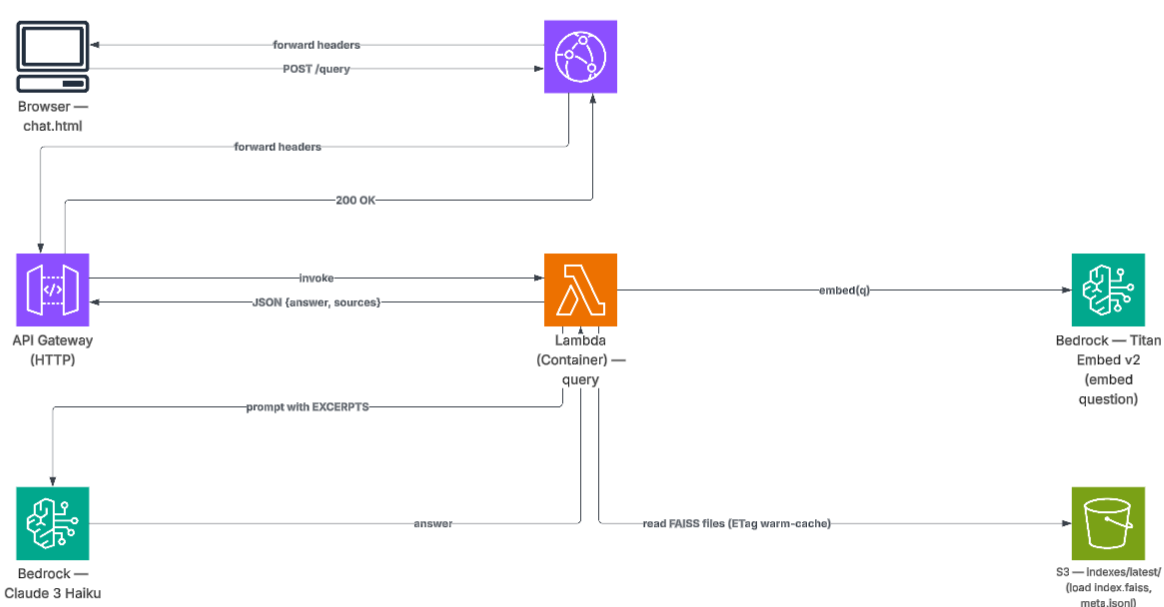 forward headers
POST /query
Browser —
chat.html
forward headers
200 OK
invoke
JSON {answer, sources}
embed(q)
API Gateway
(HTTP)
Lambda
(Container) —
query
Bedrock — Titan
Embed v2
(embed
question)
prompt with EXCERPTS
answer
read FAISS files (ETag warm-cache)
Bedrock —
Claude 3 Haiku
S3 — indexes/latest/
(load index.faiss,
meta.jsonl)